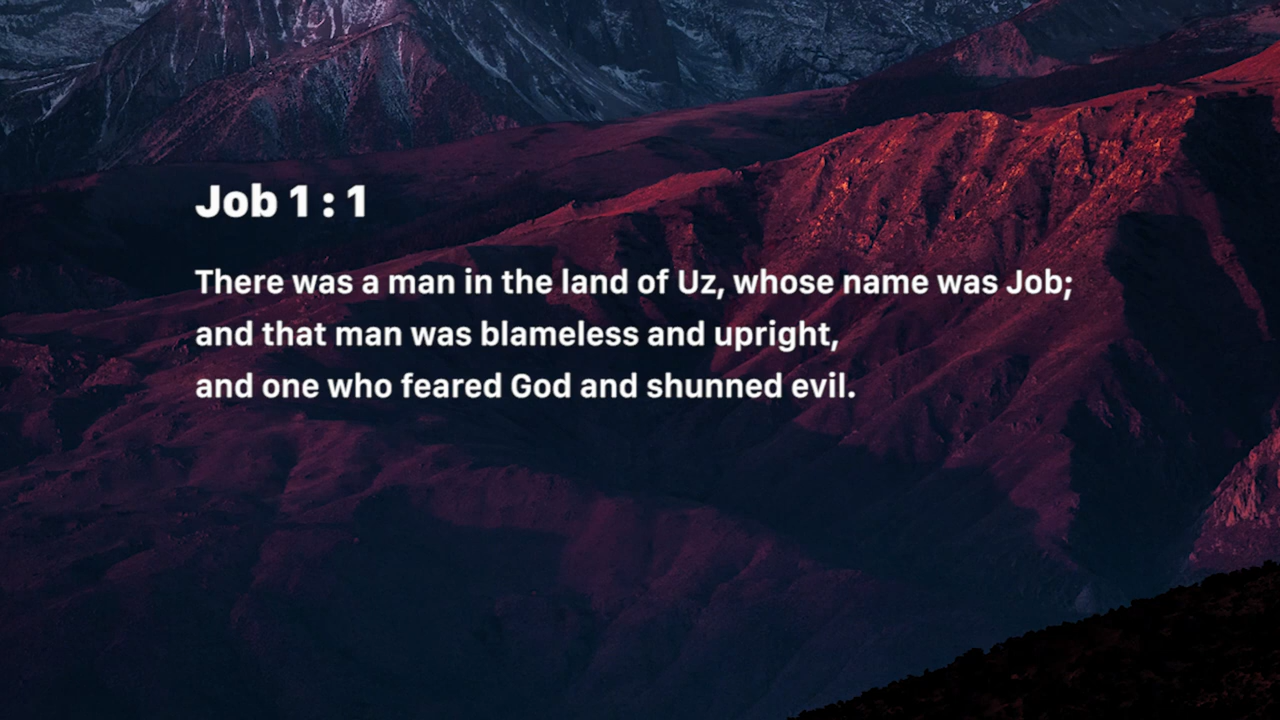 Job 1 : 1
There was a man in the land of Uz, whose name was Job;
and that man was blameless and upright,
and one who feared God and shunned evil.